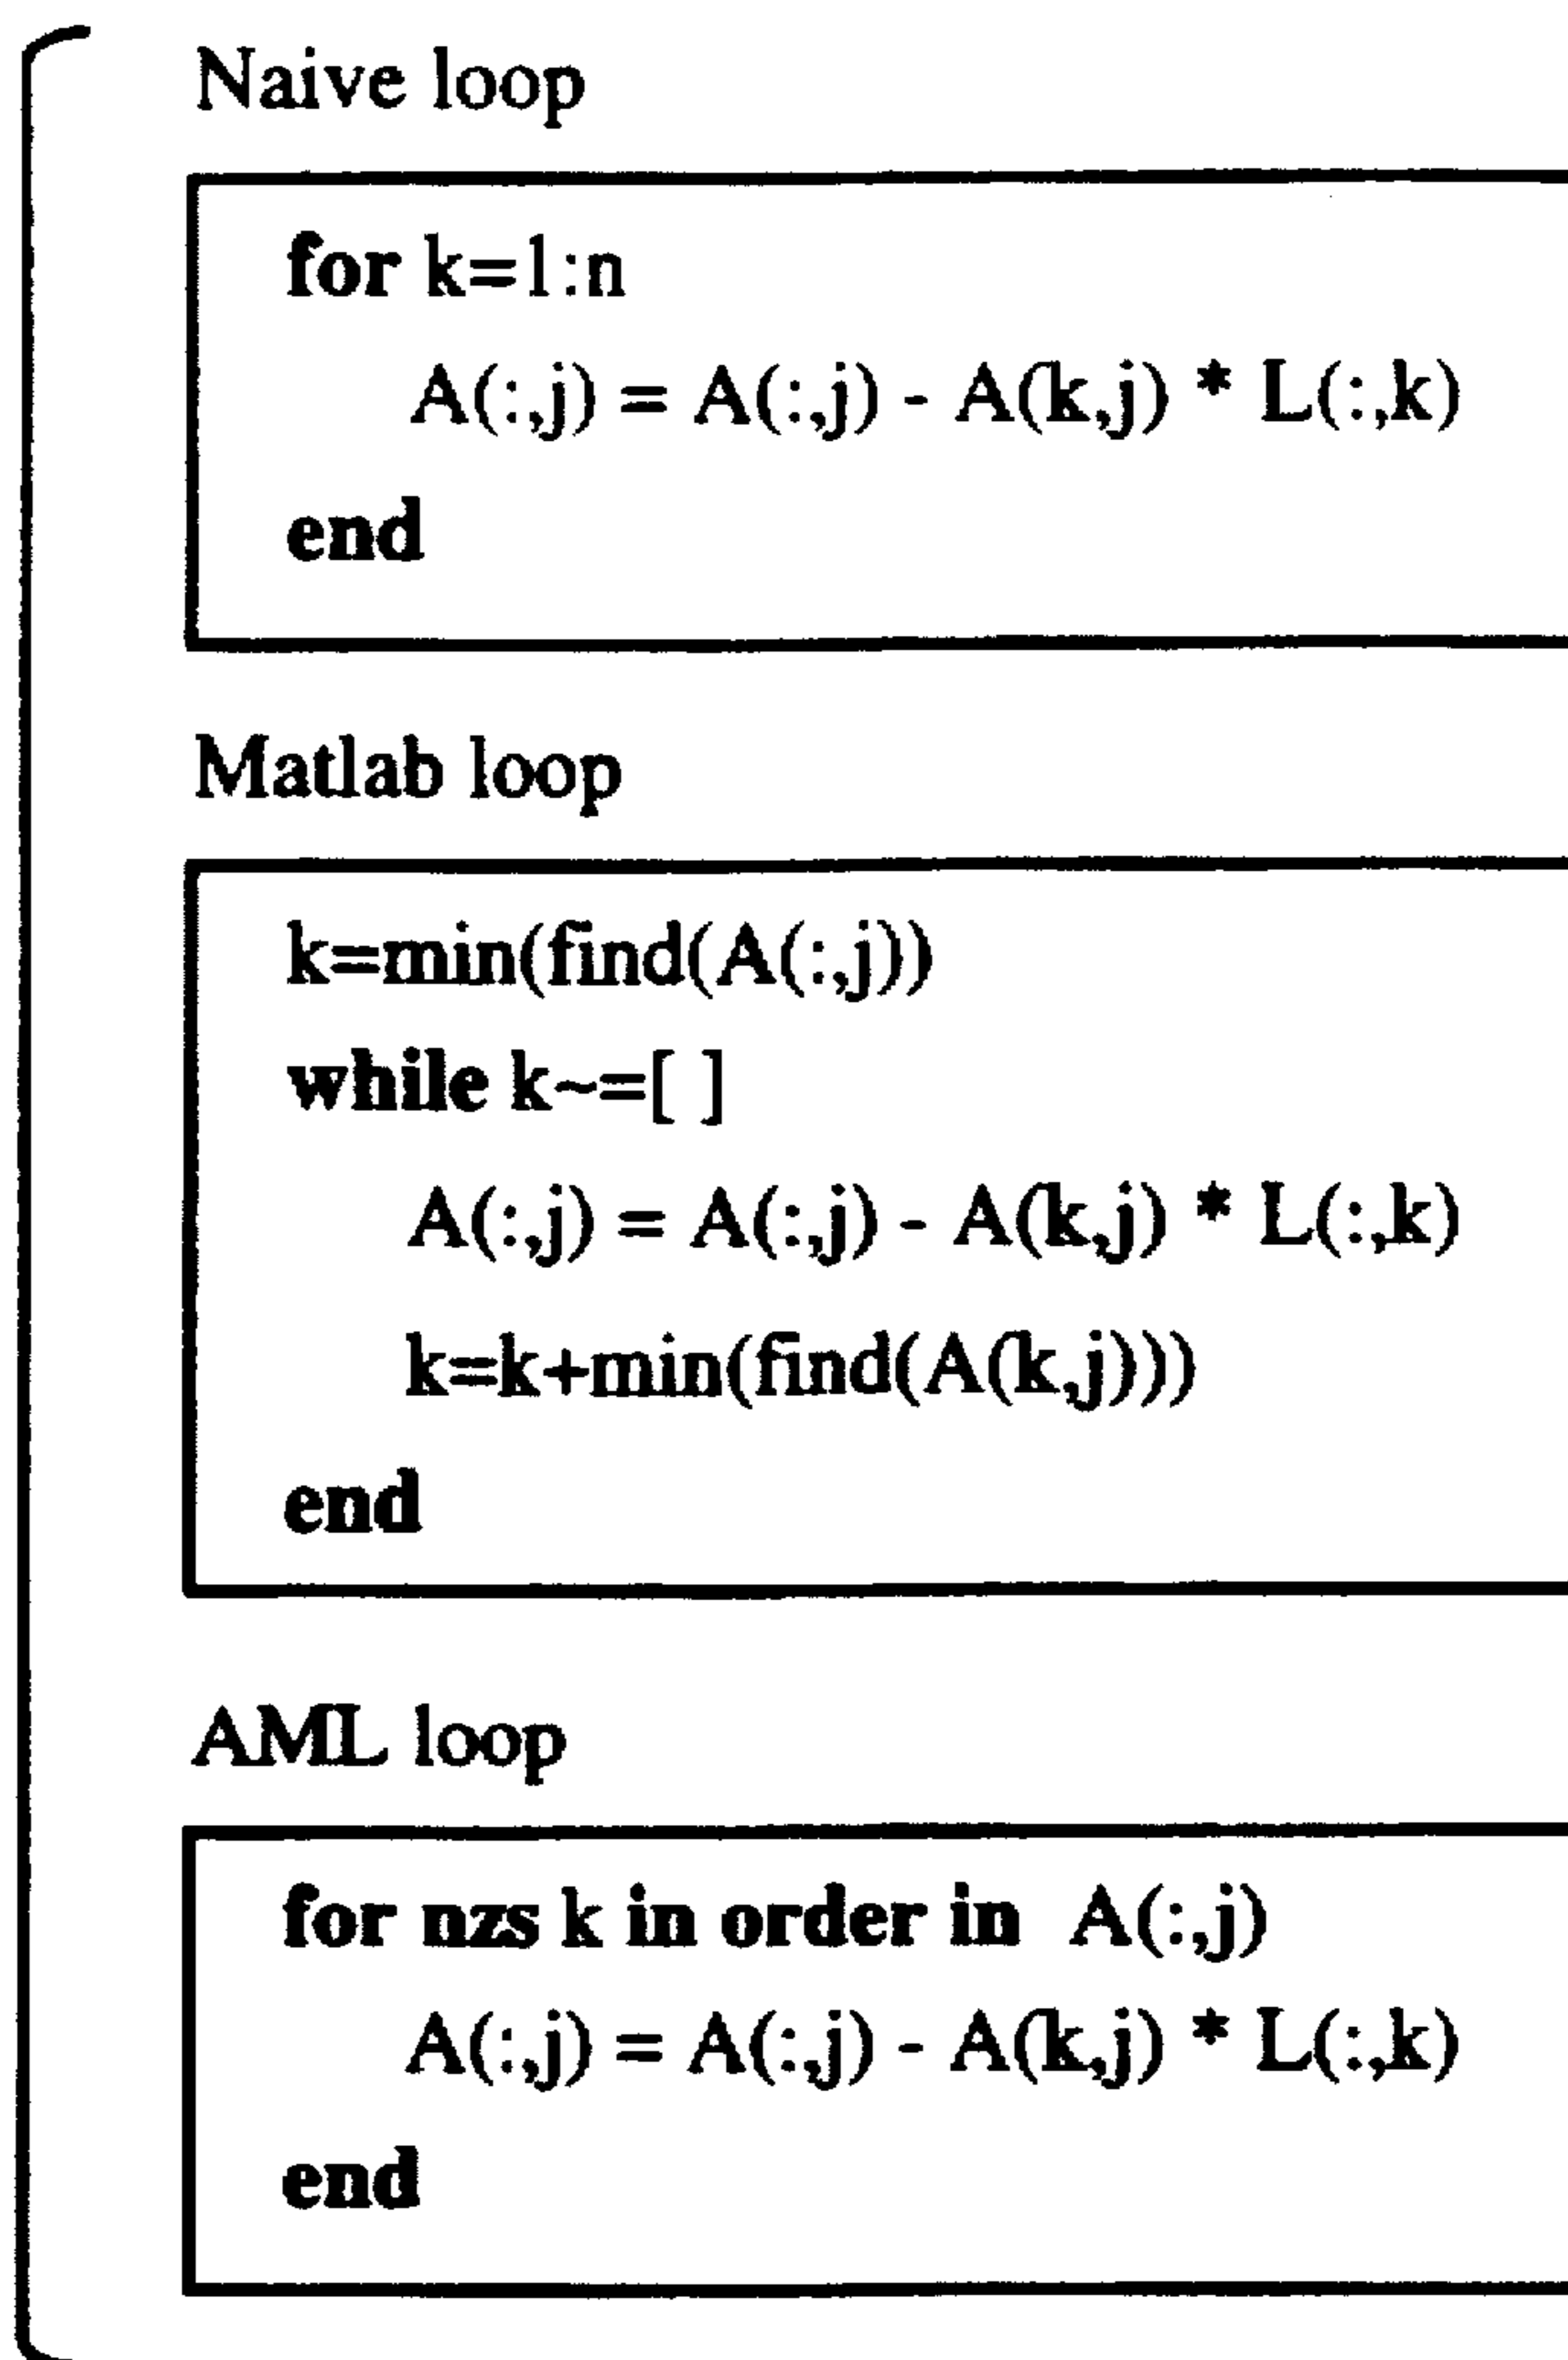 Naive loop
for k=1:n
A(:,j) = A(:,j) - A(k,j) * L(:,k)
end
Matlab loop
k=min(find(A(:,j))
while k~=[ ]
A(:,j) = A(:,j) - A(k,j) * L(:,k)
k=k+min(find(A(k,j)))
end
AML loop
for nzs k in order in A(:,j)
A(:,j) = A(:,j) - A(k,j) * L(:,k)
end